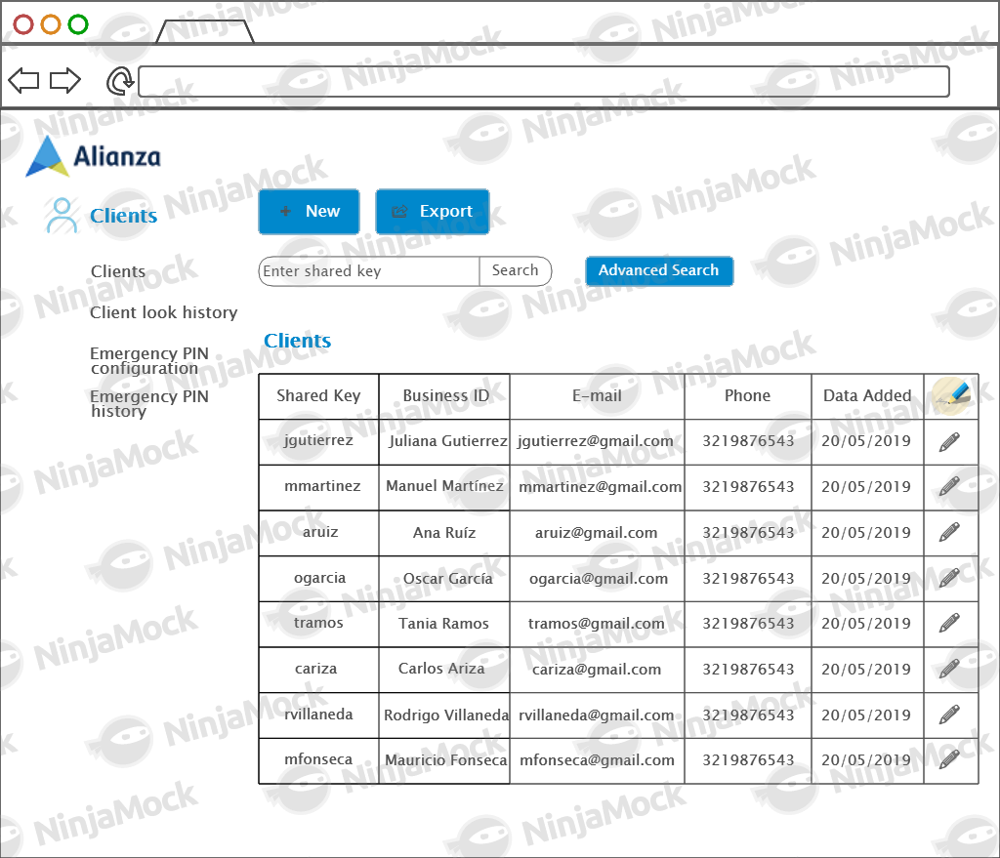 Alianza
Clients
+ New
Export
Clients
Client look history
Emergency PIN
configuration
Emergency PIN
history
Enter shared key
Search
Advanced Search
Clients
Shared Key Business ID E-mail Phone Data Added
jgutierrez Juliana Gutierrez jgutierrez@gmail.com 3219876543 20/05/2019
mmartinez Manuel Martínez mmartinez@gmail.com 3219876543 20/05/2019
aruiz Ana Ruíz aruiz@gmail.com 3219876543 20/05/2019
ogarcia Oscar García ogarcia@gmail.com 3219876543 20/05/2019
tramos Tania Ramos tramos@gmail.com 3219876543 20/05/2019
cariza Carlos Ariza cariza@gmail.com 3219876543 20/05/2019
rvillaneda Rodrigo Villaneda rvillaneda@gmail.com 3219876543 20/05/2019
mfonseca Mauricio Fonseca mfonseca@gmail.com 3219876543 20/05/2019
NinjaMock